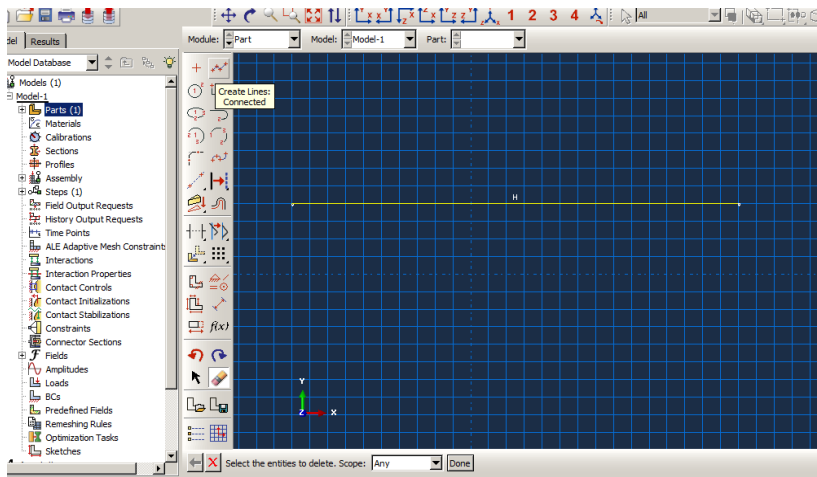 1 2 3 4 All
del Results Module: Part Model: Model-1 Part:
Model Database
Models (1)
Model-1
Parts (1)
Materials
Calibrations
Sections
Profiles
Assembly
Steps (1)
Field Output Requests
History Output Requests
Time Points
ALE Adaptive Mesh Constraints
Interactions
Interaction Properties
Contact Controls
Contact Initializations
Contact Stabilizations
Constraints
Connector Sections
Fields
Amplitudes
Loads
BCs
Predefined Fields
Remeshing Rules
Optimization Tasks
Sketches
Create Lines:
Connected
f(x)
H
Y
Z X
Select the entities to delete. Scope: Any Done